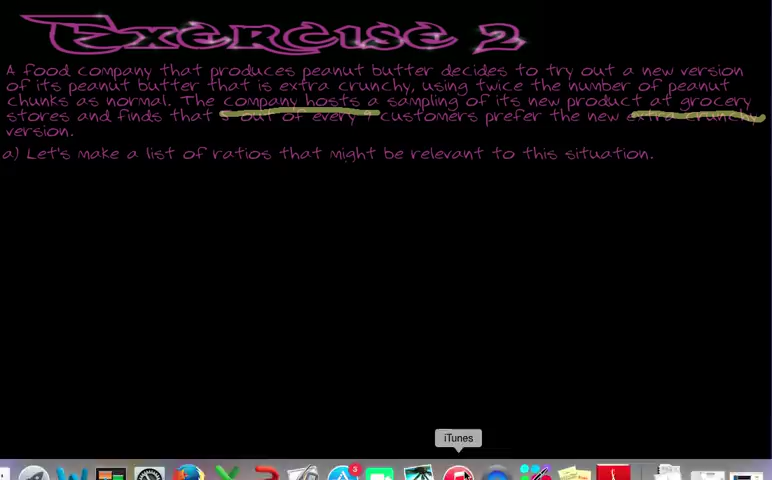 Exercise 2
A food company that produces peanut butter decides to try out a new version
of its peanut butter that is extra crunchy, using twice the number of peanut
chunks as normal. The company hosts a sampling of its new product at grocery
stores and finds that 5 out of every 9 customers prefer the new extra crunchy
version.
a) Let's make a list of ratios that might be relevant to this situation.
iTunes
3